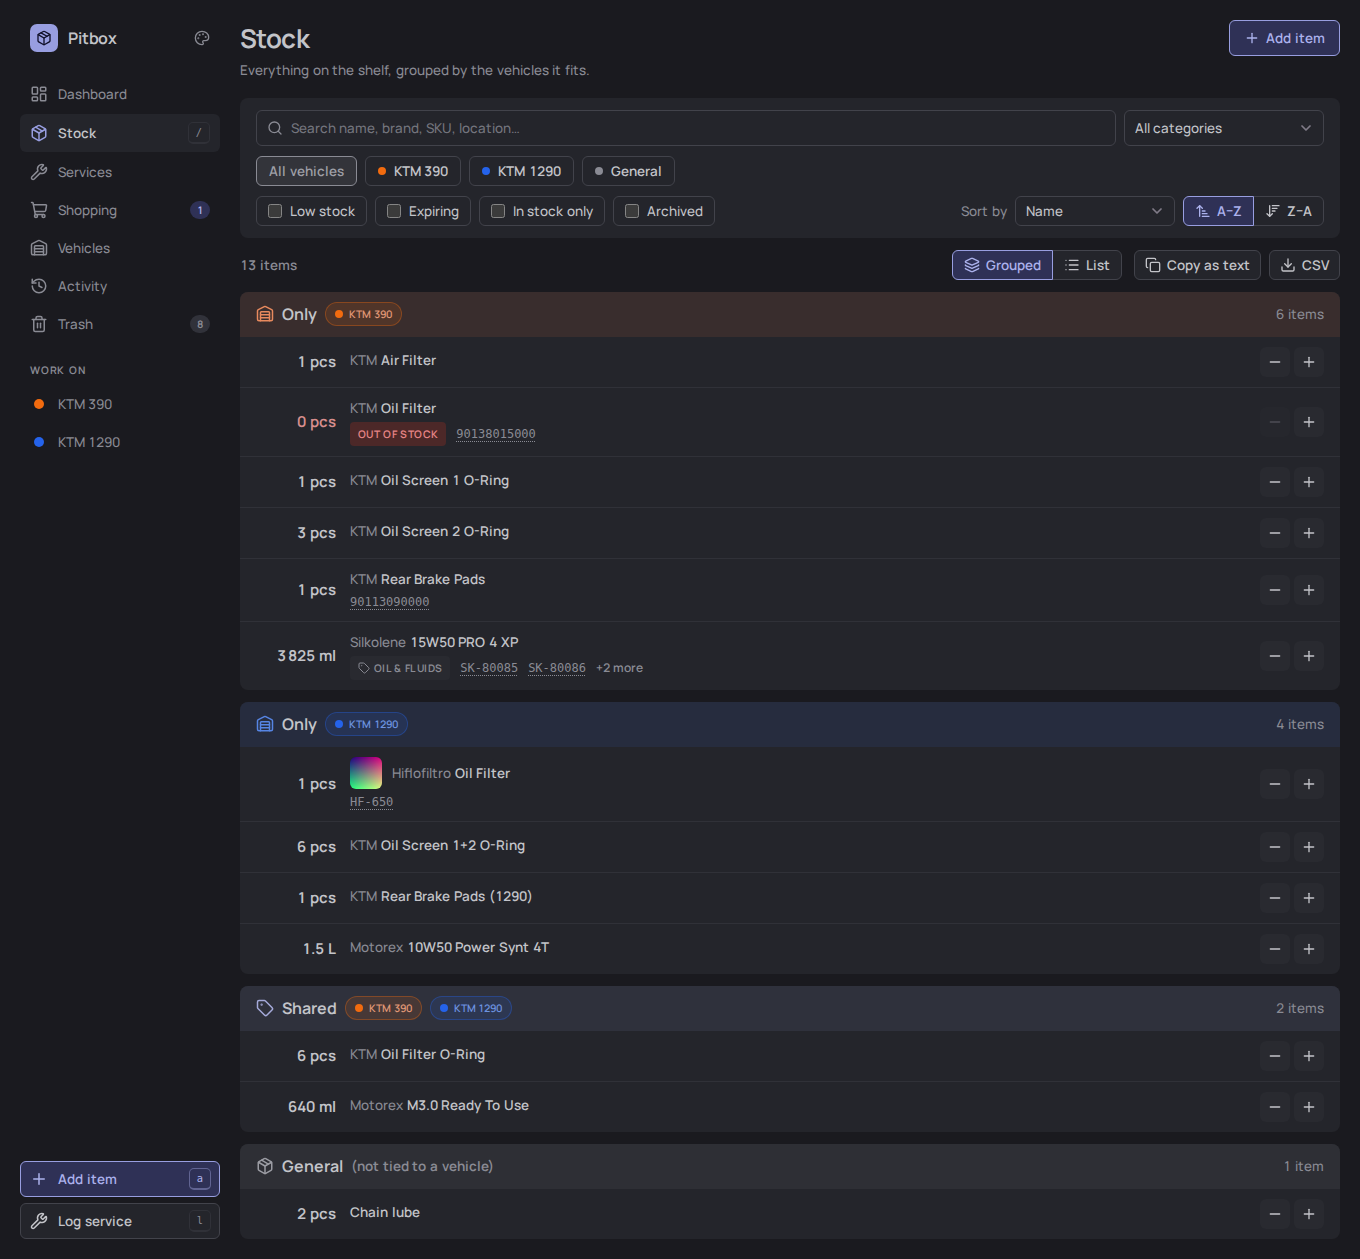 Pitbox
Dashboard
Stock /
Services
Shopping 1
Vehicles
Activity
Trash 8
WORK ON
KTM 390
KTM 1290
Add item a
Log service l
Stock
Add item
Everything on the shelf, grouped by the vehicles it fits.
Search name, brand, SKU, location…
All categories
All vehicles KTM 390 KTM 1290 General
Low stock Expiring In stock only Archived Sort by Name A–Z Z–A
13 items Grouped List Copy as text CSV
Only KTM 390 6 items
1 pcs KTM Air Filter
0 pcs KTM Oil Filter
OUT OF STOCK 90138015000
1 pcs KTM Oil Screen 1 O-Ring
3 pcs KTM Oil Screen 2 O-Ring
1 pcs KTM Rear Brake Pads
90113090000
3 825 ml Silkolene 15W50 PRO 4 XP
OIL & FLUIDS SK-80085 SK-80086 +2 more
Only KTM 1290 4 items
1 pcs Hiflofiltro Oil Filter
HF-650
6 pcs KTM Oil Screen 1+2 O-Ring
1 pcs KTM Rear Brake Pads (1290)
1.5 L Motorex 10W50 Power Synt 4T
Shared KTM 390 KTM 1290 2 items
6 pcs KTM Oil Filter O-Ring
640 ml Motorex M3.0 Ready To Use
General (not tied to a vehicle) 1 item
2 pcs Chain lube